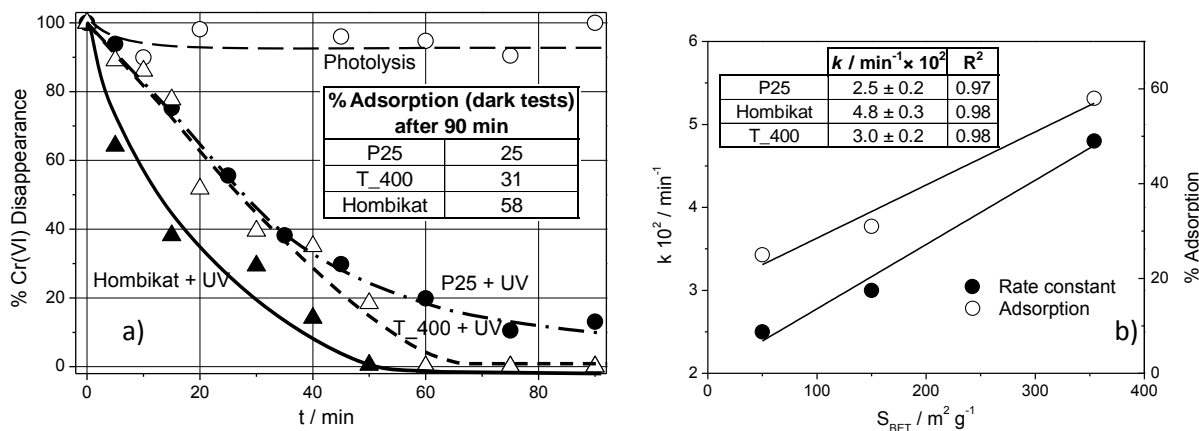 100
80
60
40
20
0
% Cr(VI) Disappearance
0 20 40 60 80
t / min
a)
Photolysis
% Adsorption (dark tests)
after 90 min
P25 25
T_400 31
Hombikat 58
Hombikat + UV
P25 + UV
T_400 + UV
6
5
4
3
2
k 10² / min⁻¹
0 100 200 300 400
S_BET / m² g⁻¹
60
40
20
0
% Adsorption
k / min⁻¹× 10² R²
P25 2.5 ± 0.2 0.97
Hombikat 4.8 ± 0.3 0.98
T_400 3.0 ± 0.2 0.98
Rate constant
Adsorption
b)